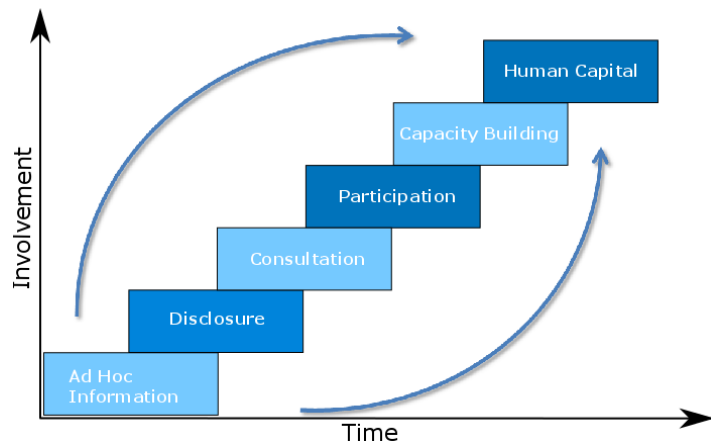 Human Capital
Capacity Building
Participation
Consultation
Disclosure
Ad Hoc
Information
Involvement
Time